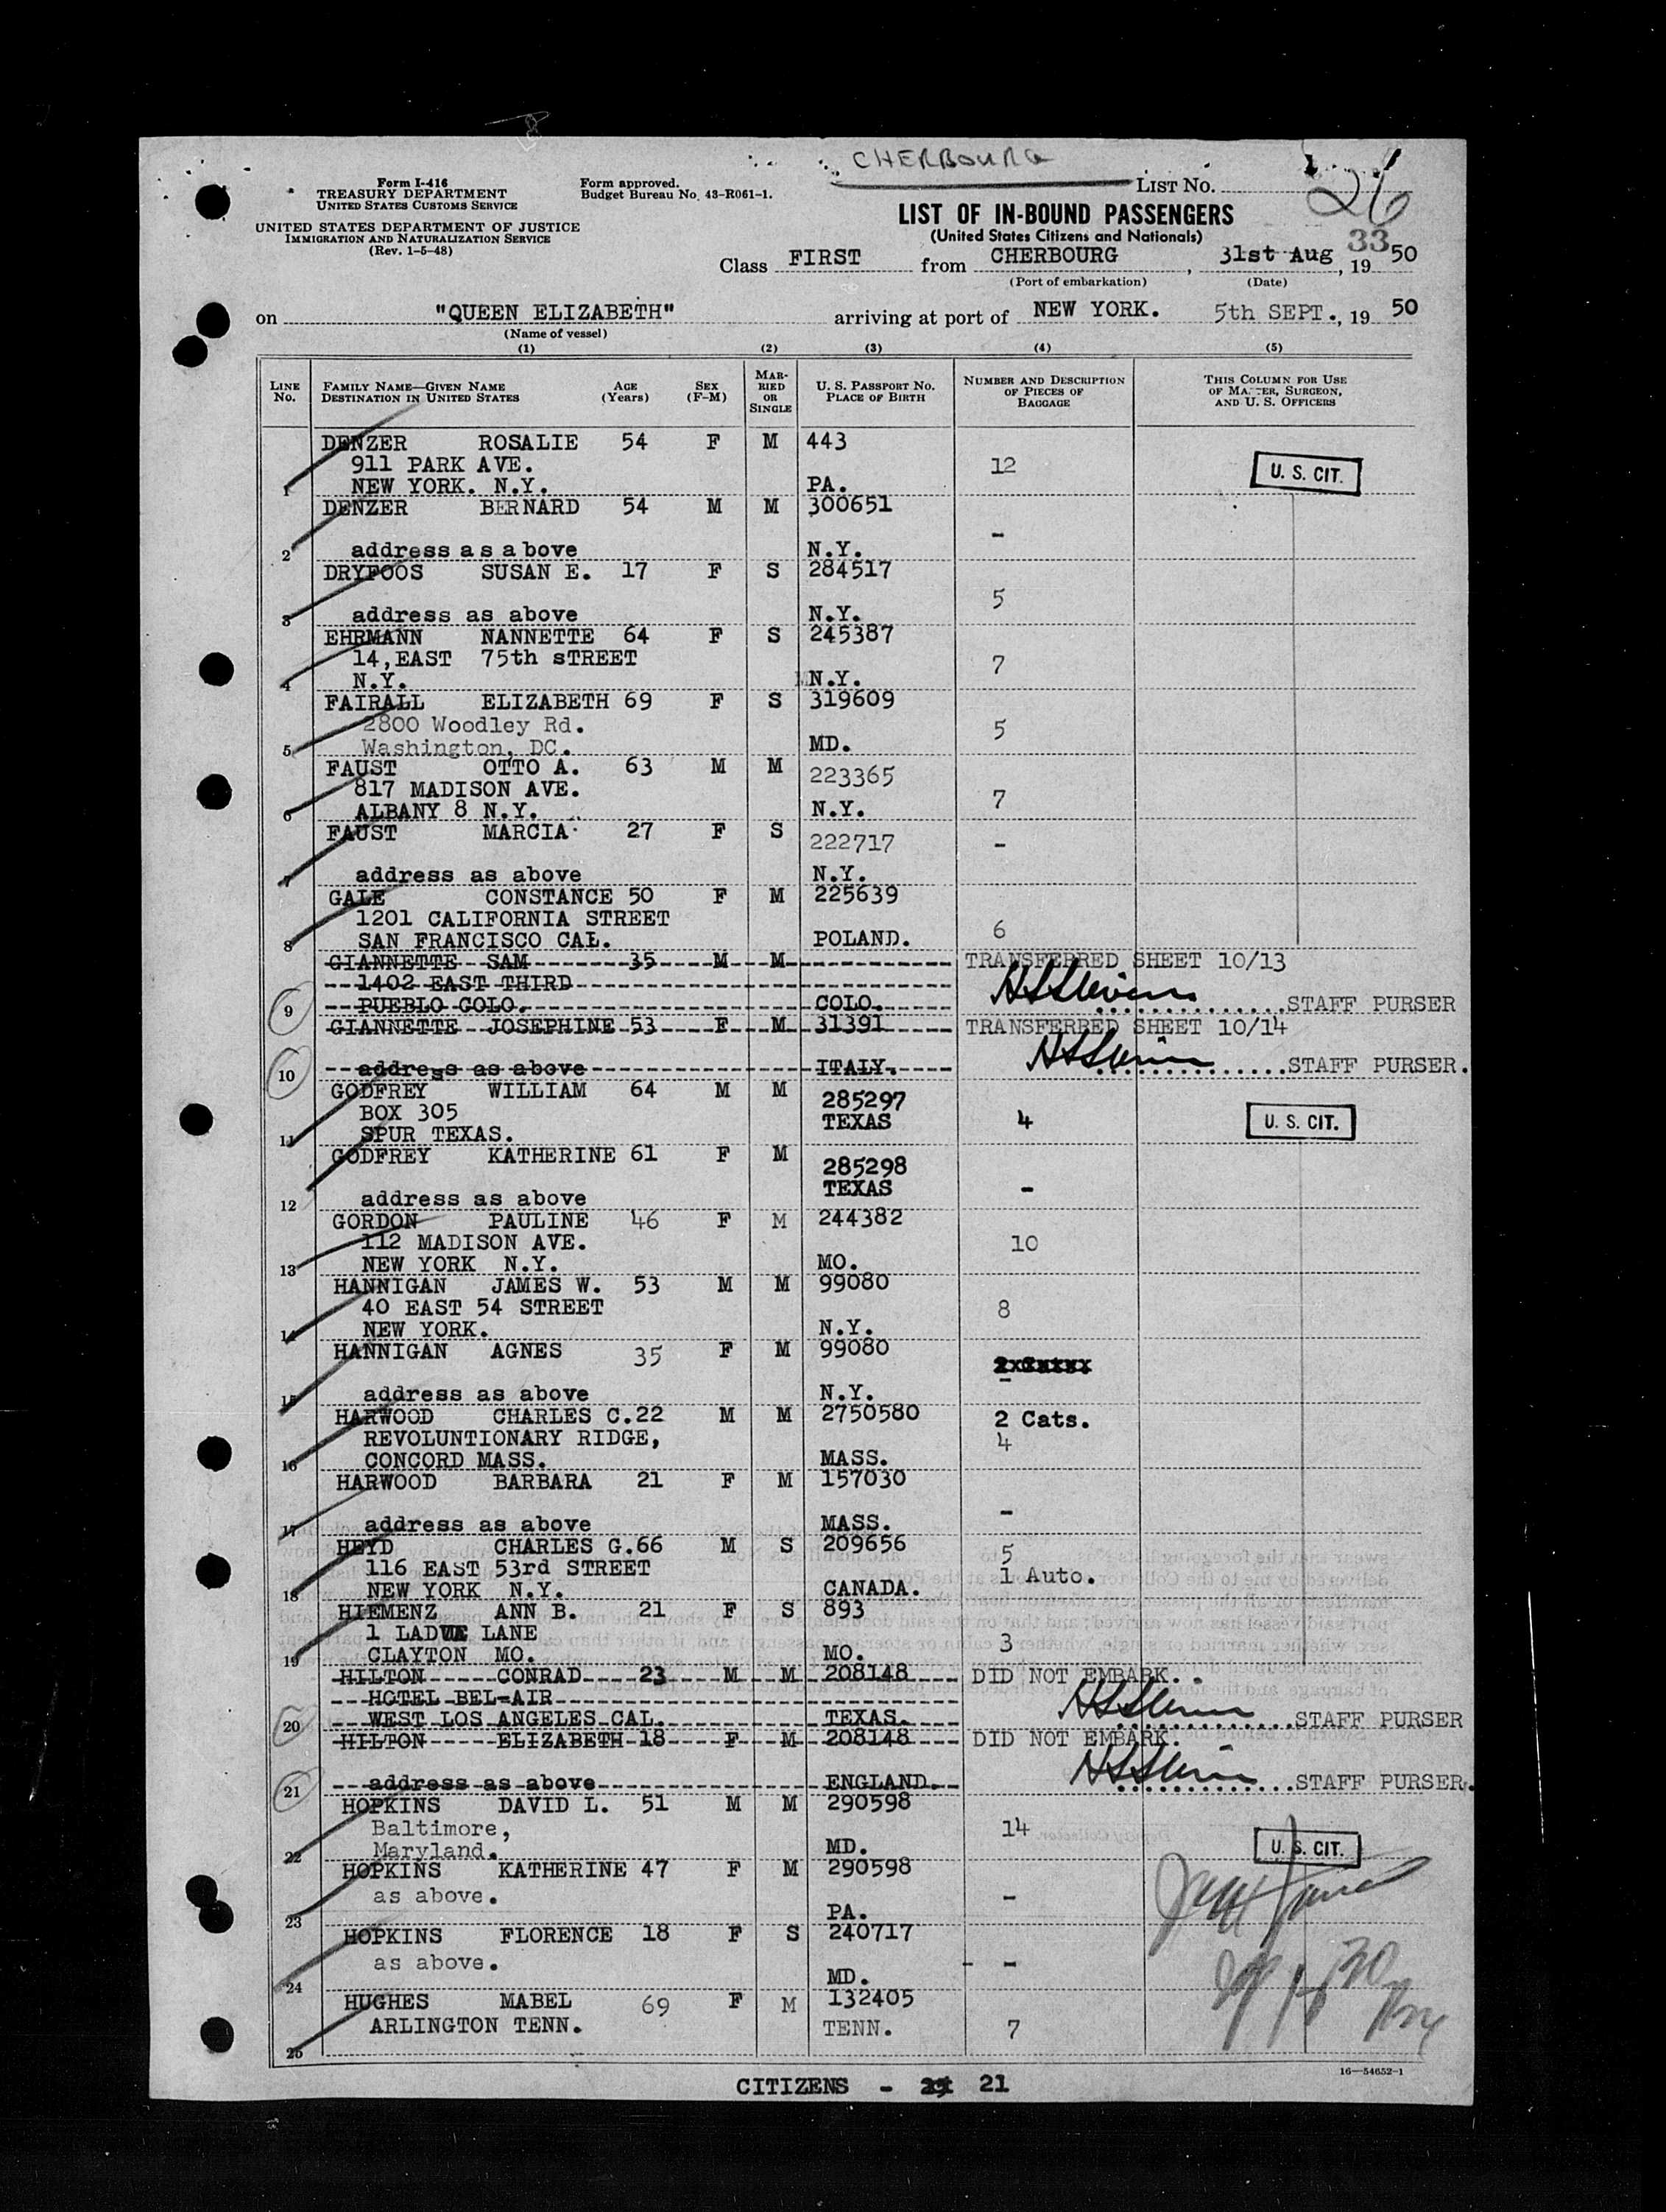 CHERBOURG
Form I-416
TREASURY DEPARTMENT
UNITED STATES CUSTOMS SERVICE
UNITED STATES DEPARTMENT OF JUSTICE
IMMIGRATION AND NATURALIZATION SERVICE
(Rev. 1-5-48)
Form approved.
Budget Bureau No. 43-R061-1.
LIST NO. 26
33
LIST OF IN-BOUND PASSENGERS
(United States Citizens and Nationals)
Class FIRST from CHERBOURG, 31st Aug, 19 50
(Port of embarkation) (Date)
on "QUEEN ELIZABETH" arriving at port of NEW YORK. 5th SEPT., 19 50
(Name of vessel)
(1) (2) (3) (4) (5)
LINE NO. FAMILY NAME—GIVEN NAME DESTINATION IN UNITED STATES AGE (Years) SEX (F-M) MARRIED OR SINGLE U. S. PASSPORT NO. PLACE OF BIRTH NUMBER AND DESCRIPTION OF PIECES OF BAGGAGE THIS COLUMN FOR USE OF MASTER, SURGEON, AND U. S. OFFICERS
DENZER ROSALIE 54 F M 443
911 PARK AVE. 12 U. S. CIT.
1 NEW YORK. N.Y. PA.
DENZER BERNARD 54 M M 300651
-
2 address as above N.Y.
DRYFOOS SUSAN E. 17 F S 284517
5
3 address as above N.Y.
EHRMANN NANNETTE 64 F S 245387
14,EAST 75th sTREET 7
4 N.Y. N.Y.
FAIRALL ELIZABETH 69 F S 319609
2800 Woodley Rd. 5
5 Washington, DC. MD.
FAUST OTTO A. 63 M M 223365
817 MADISON AVE. 7
6 ALBANY 8 N.Y. N.Y.
FAUST MARCIA 27 F S 222717
-
7 address as above N.Y.
GALE CONSTANCE 50 F M 225639
1201 CALIFORNIA STREET 6
8 SAN FRANCISCO CAL. POLAND.
GIANNETTE SAM 35 M M TRANSFERRED SHEET 10/13
1402 EAST THIRD
9 PUEBLO COLO. COLO. STAFF PURSER
GIANNETTE JOSEPHINE 53 F M 31391 TRANSFERRED SHEET 10/14
10 address as above ITALY. STAFF PURSER.
GODFREY WILLIAM 64 M M 285297
BOX 305 TEXAS 4 U. S. CIT.
11 SPUR TEXAS.
GODFREY KATHERINE 61 F M 285298
TEXAS -
12 address as above
GORDON PAULINE 46 F M 244382
112 MADISON AVE. 10
13 NEW YORK N.Y. MO.
HANNIGAN JAMES W. 53 M M 99080
40 EAST 54 STREET 8
14 NEW YORK. N.Y.
HANNIGAN AGNES 35 F M 99080
-
15 address as above N.Y.
HARWOOD CHARLES C. 22 M M 2750580 2 Cats.
REVOLUNTIONARY RIDGE, 4
16 CONCORD MASS. MASS.
HARWOOD BARBARA 21 F M 157030
-
17 address as above MASS.
HEYD CHARLES G. 66 M S 209656 5
116 EAST 53rd STREET 1 Auto.
18 NEW YORK N.Y. CANADA.
HIEMENZ ANN B. 21 F S 893
1 LADUE LANE 3
19 CLAYTON MO. MO.
HILTON CONRAD 23 M M 208148 DID NOT EMBARK.
HOTEL BEL-AIR
20 WEST LOS ANGELES CAL. TEXAS. STAFF PURSER
HILTON ELIZABETH 18 F M 208148 DID NOT EMBARK.
21 address as above ENGLAND. STAFF PURSER.
HOPKINS DAVID L. 51 M M 290598
Baltimore, 14
22 Maryland. MD. U. S. CIT.
HOPKINS KATHERINE 47 F M 290598
as above. -
23 PA.
HOPKINS FLORENCE 18 F S 240717
as above. - -
24 MD.
HUGHES MABEL 69 F M 132405
ARLINGTON TENN. TENN. 7
25
16—54652-1
CITIZENS - 21